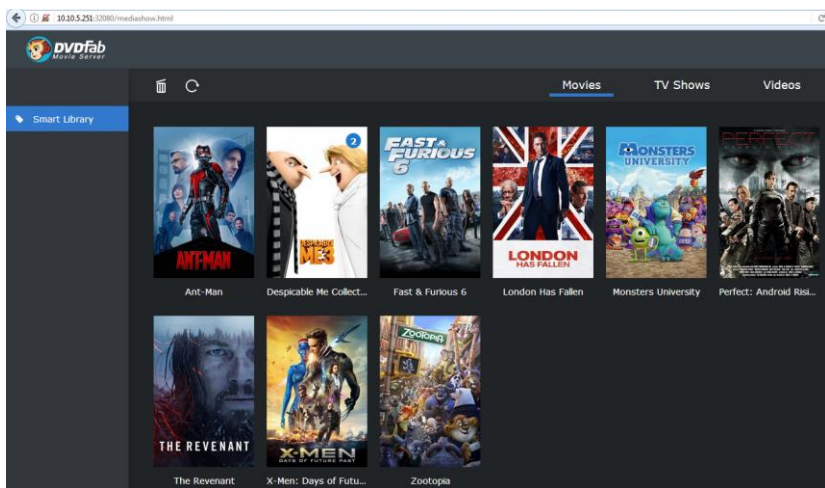 10.10.5.251:32080/mediashow.html
DVDFab
Movie Server
Movies TV Shows Videos
Smart Library
2
ANT-MAN
DESPICABLE
ME3
FAST &
FURIOUS
6
LONDON
HAS FALLEN
MONSTERS
UNIVERSITY
PERFECT
Ant-Man Despicable Me Collect... Fast & Furious 6 London Has Fallen Monsters University Perfect: Android Risi...
THE REVENANT
X-MEN
DAYS OF FUTURE PAST
ZOOTOPIA
The Revenant X-Men: Days of Futu... Zootopia